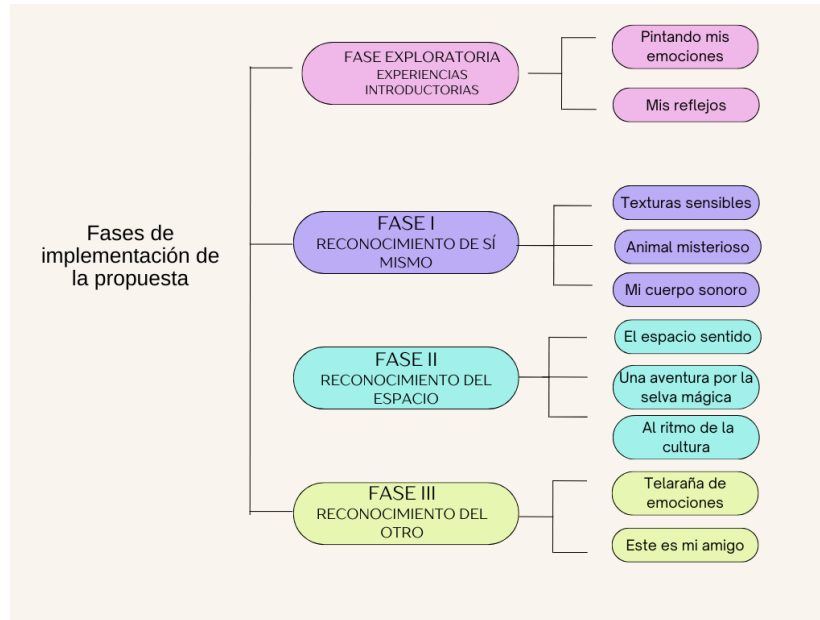 Fases de
implementación de
la propuesta
FASE EXPLORATORIA
EXPERIENCIAS
INTRODUCTORIAS
Pintando mis
emociones
Mis reflejos
FASE I
RECONOCIMIENTO DE SÍ
MISMO
Texturas sensibles
Animal misterioso
Mi cuerpo sonoro
FASE II
RECONOCIMIENTO DEL
ESPACIO
El espacio sentido
Una aventura por la
selva mágica
Al ritmo de la
cultura
FASE III
RECONOCIMIENTO DEL
OTRO
Telaraña de
emociones
Este es mi amigo